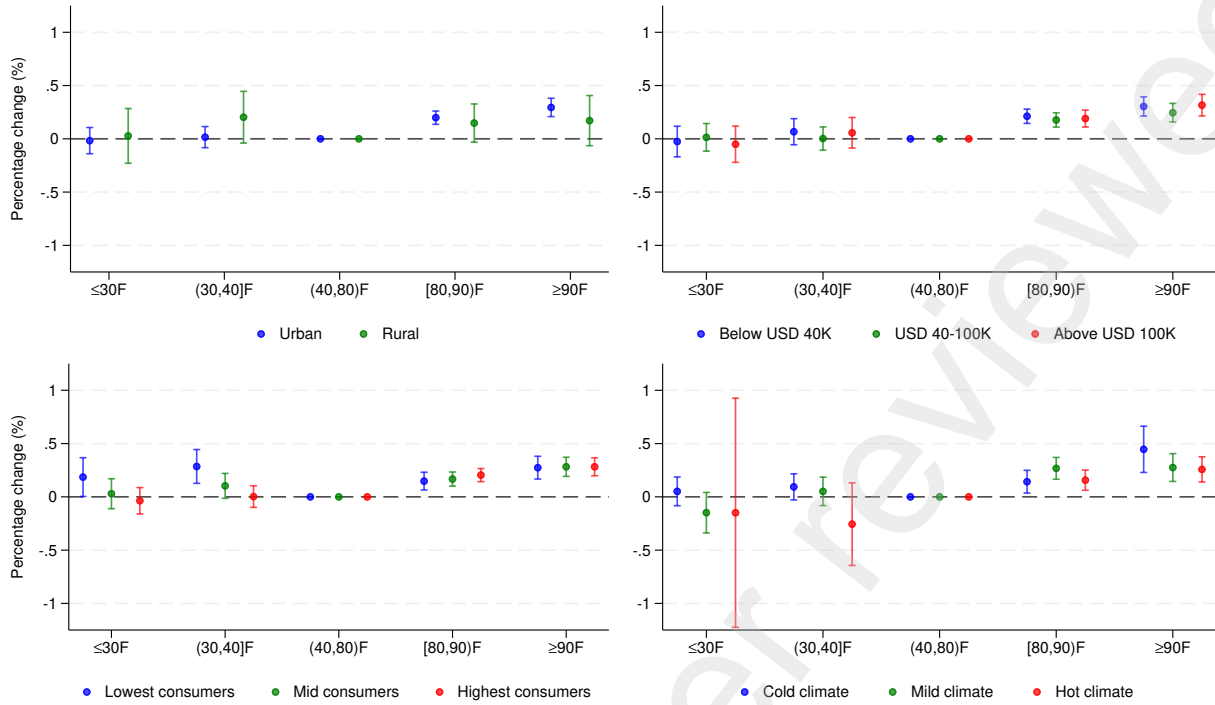 Percentage change (%)
1
.5
0
-.5
-1
≤30F (30,40]F (40,80)F [80,90)F ≥90F
Urban Rural
1
.5
0
-.5
-1
≤30F (30,40]F (40,80)F [80,90)F ≥90F
Below USD 40K USD 40-100K Above USD 100K
Percentage change (%)
1
.5
0
-.5
-1
≤30F (30,40]F (40,80)F [80,90)F ≥90F
Lowest consumers Mid consumers Highest consumers
1
.5
0
-.5
-1
≤30F (30,40]F (40,80)F [80,90)F ≥90F
Cold climate Mild climate Hot climate
er reviewe